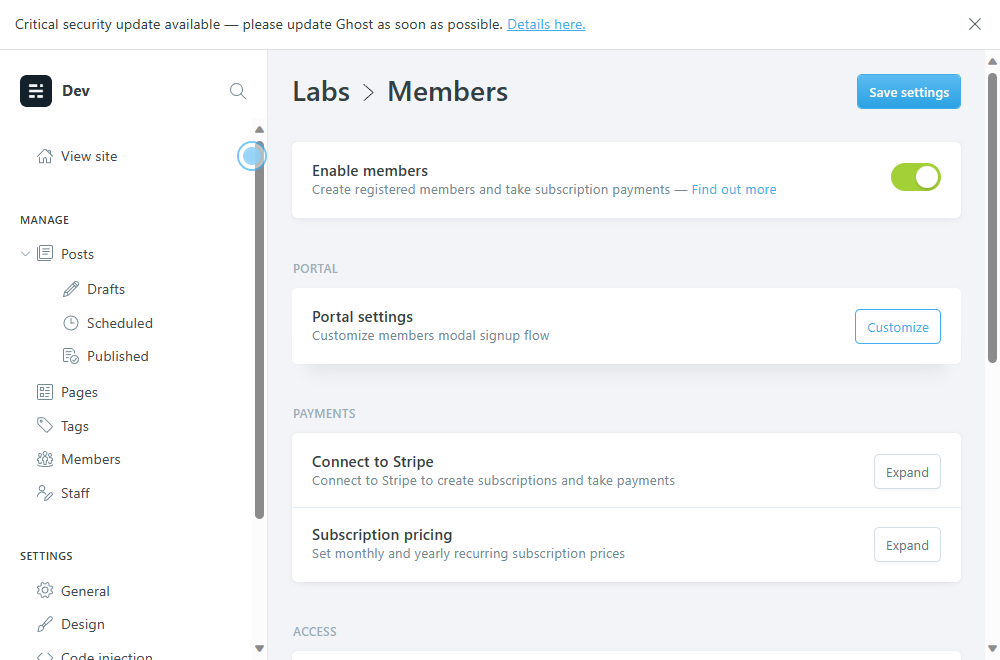 Critical security update available — please update Ghost as soon as possible. Details here.
Dev
View site
MANAGE
Posts
Drafts
Scheduled
Published
Pages
Tags
Members
Staff
SETTINGS
General
Design
Code injection
Labs > Members
Save settings
Enable members
Create registered members and take subscription payments — Find out more
PORTAL
Portal settings
Customize members modal signup flow
Customize
PAYMENTS
Connect to Stripe
Connect to Stripe to create subscriptions and take payments
Expand
Subscription pricing
Set monthly and yearly recurring subscription prices
Expand
ACCESS